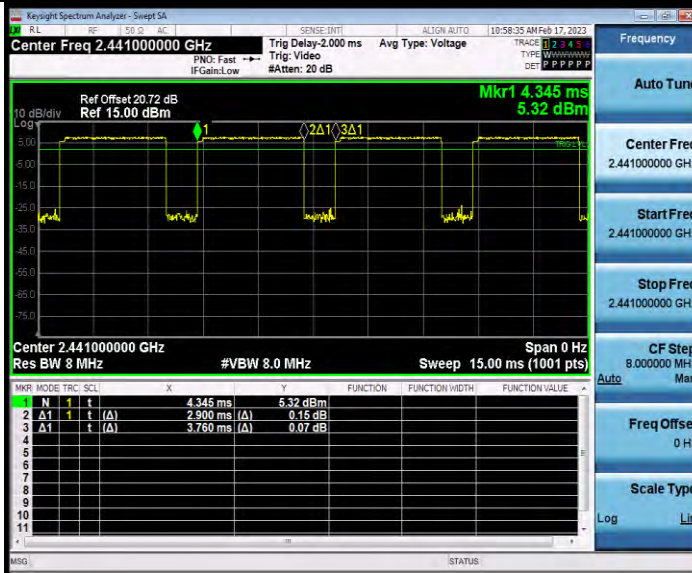 Keysight Spectrum Analyzer - Swept SA
RL RF 50 Ω AC SENSE:INT ALIGN AUTO 10:58:35 AM Feb 17, 2023
Center Freq 2.441000000 GHz
PNO: Fast
IFGain:Low
Trig Delay-2.000 ms
Trig: Video
#Atten: 20 dB
Avg Type: Voltage
TRACE 1 2 3 4 5 6
TYPE
DET P P P P P P
Ref Offset 20.72 dB
10 dB/div Ref 15.00 dBm
Log
Mkr1 4.345 ms
5.32 dBm
1 2Δ1 3Δ1
TRIG LVL
5.00
-5.00
-15.0
-25.0
-35.0
-45.0
-55.0
-65.0
-75.0
Center 2.441000000 GHz Span 0 Hz
Res BW 8 MHz #VBW 8.0 MHz Sweep 15.00 ms (1001 pts)
MKR MODE TRC SCL X Y FUNCTION FUNCTION WIDTH FUNCTION VALUE
1 N 1 t 4.345 ms 5.32 dBm
2 Δ1 1 t (Δ) 2.900 ms (Δ) 0.15 dB
3 Δ1 t (Δ) 3.760 ms (Δ) 0.07 dB
4
5
6
7
8
9
10
11
MSG STATUS
Frequency
Auto Tun
Center Fre
2.441000000 GH
Start Fre
2.441000000 GH
Stop Fre
2.441000000 GH
CF Step
8.000000 MH
Auto Ma
Freq Offse
0 H
Scale Type
Log Li